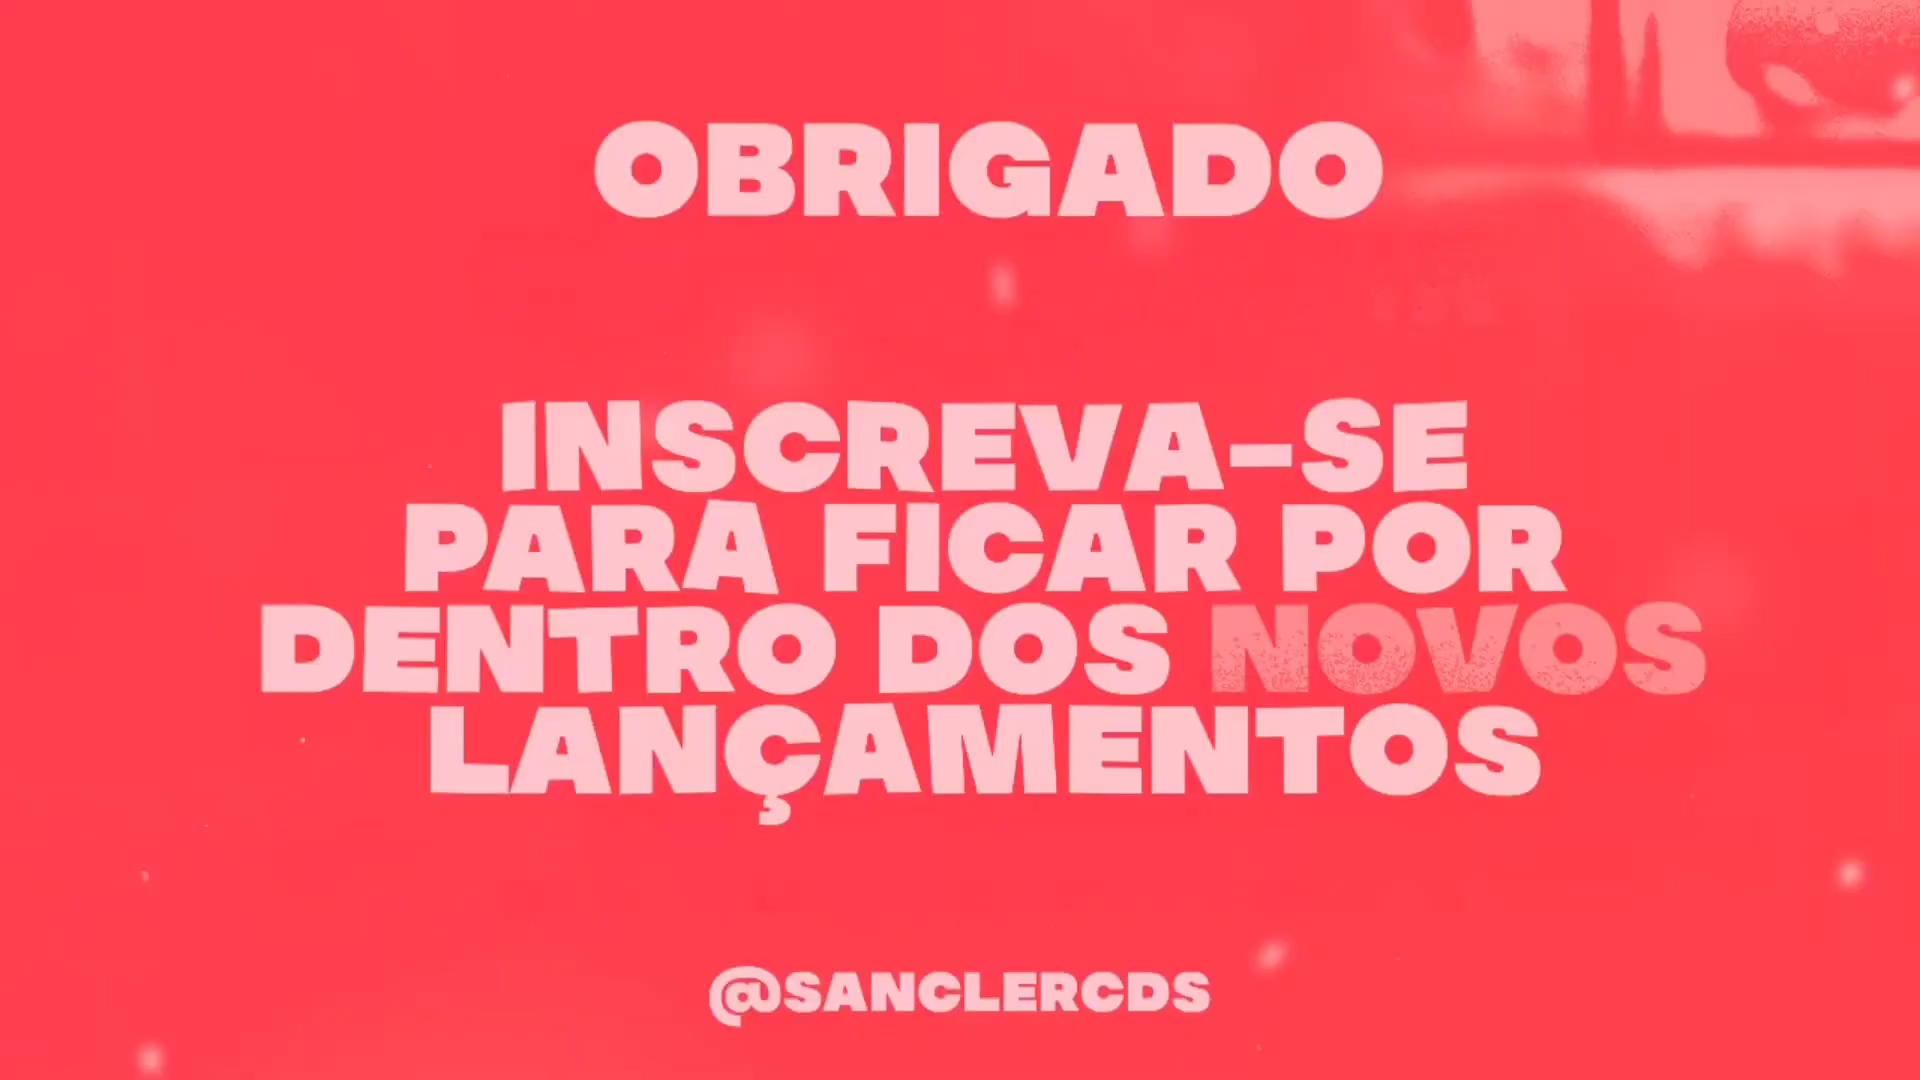 OBRIGADO
INSCREVA-SE
PARA FICAR POR
DENTRO DOS NOVOS
LANÇAMENTOS
@SANCLERCDS